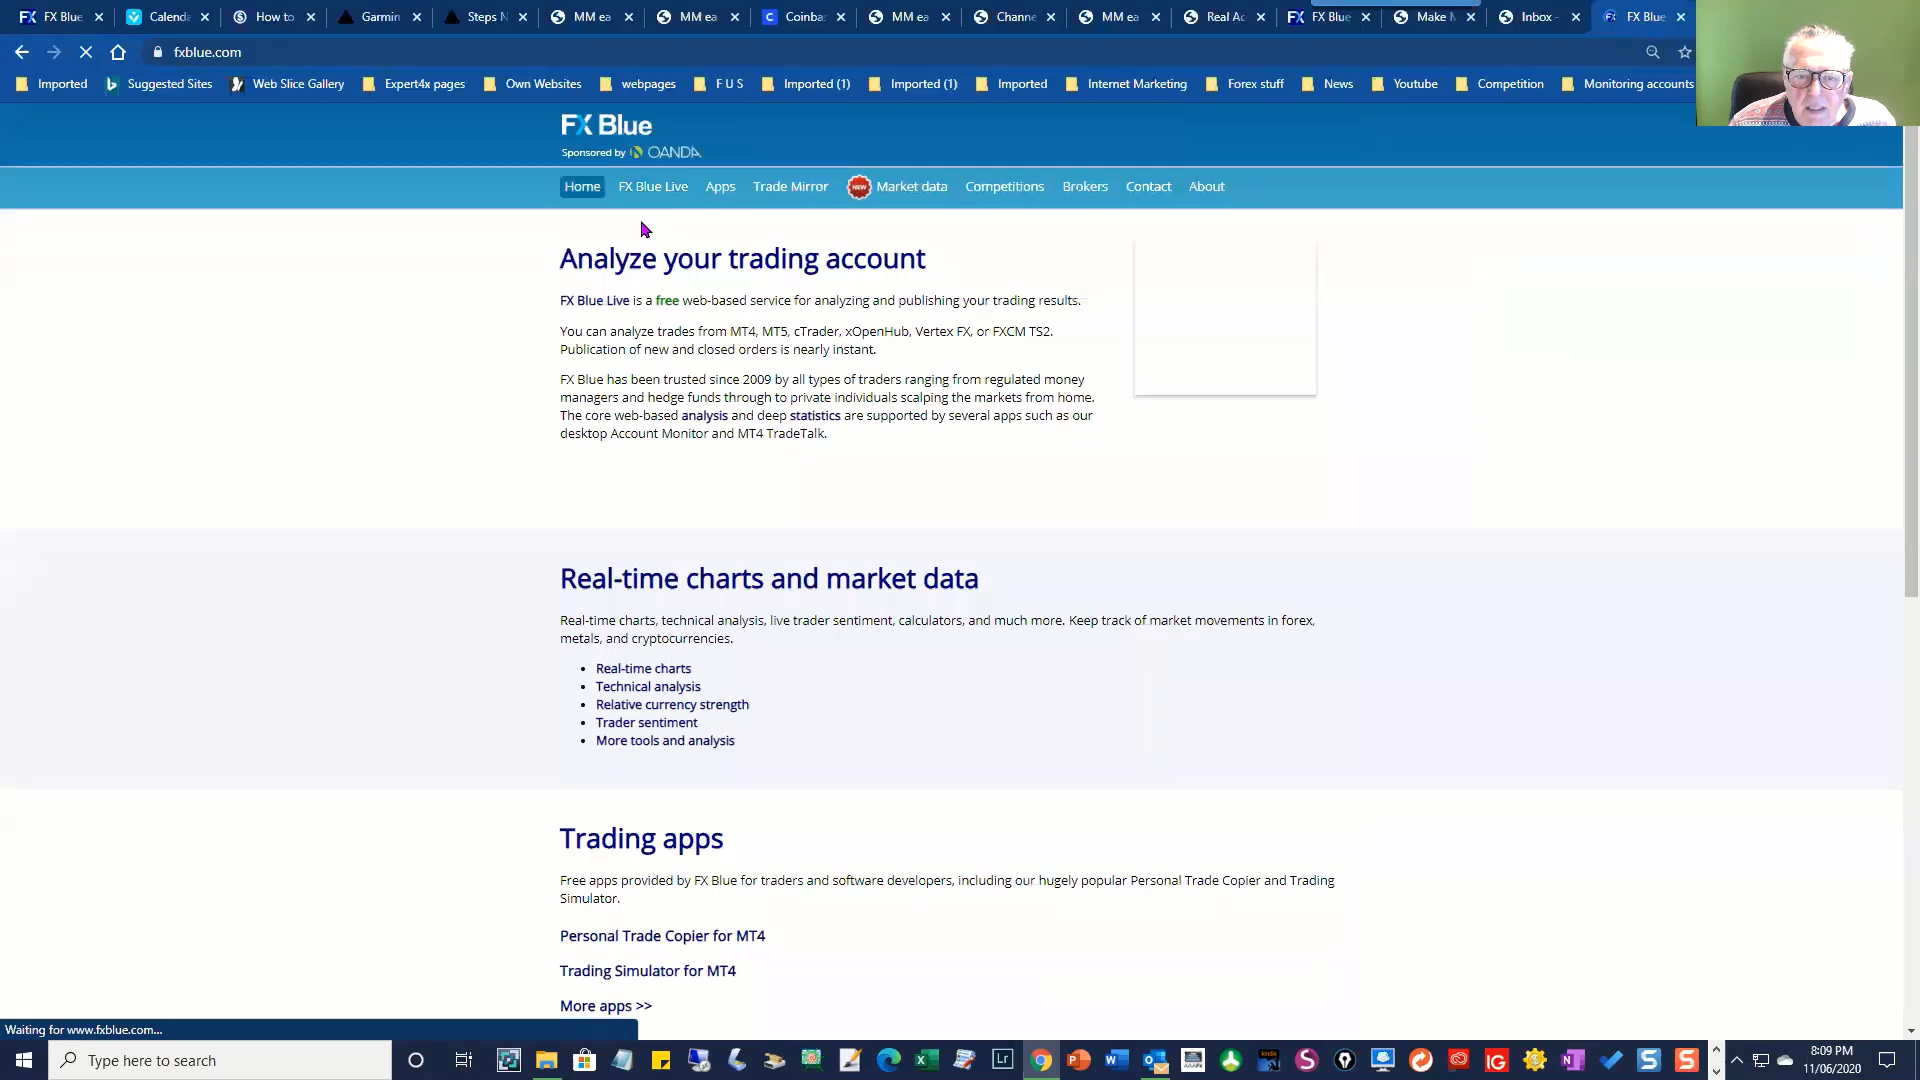 FX Blue
Calenda
How to
Garmin
Steps N
MM ea
MM ea
Coinba
MM ea
Channe
MM ea
Real Ac
FX Blue
Make M
Inbox -
FX Blue
fxblue.com
Imported
Suggested Sites
Web Slice Gallery
Expert4x pages
Own Websites
webpages
F U S
Imported (1)
Imported (1)
Imported
Internet Marketing
Forex stuff
News
Youtube
Competition
Monitoring accounts
FX Blue
Sponsored by OANDA
Home
FX Blue Live
Apps
Trade Mirror
NEW
Market data
Competitions
Brokers
Contact
About
Analyze your trading account
FX Blue Live is a free web-based service for analyzing and publishing your trading results.
You can analyze trades from MT4, MT5, cTrader, xOpenHub, Vertex FX, or FXCM TS2.
Publication of new and closed orders is nearly instant.
FX Blue has been trusted since 2009 by all types of traders ranging from regulated money
managers and hedge funds through to private individuals scalping the markets from home.
The core web-based analysis and deep statistics are supported by several apps such as our
desktop Account Monitor and MT4 TradeTalk.
Real-time charts and market data
Real-time charts, technical analysis, live trader sentiment, calculators, and much more. Keep track of market movements in forex,
metals, and cryptocurrencies.
• Real-time charts
• Technical analysis
• Relative currency strength
• Trader sentiment
• More tools and analysis
Trading apps
Free apps provided by FX Blue for traders and software developers, including our hugely popular Personal Trade Copier and Trading
Simulator.
Personal Trade Copier for MT4
Trading Simulator for MT4
More apps >>
Waiting for www.fxblue.com...
Type here to search
8:09 PM
11/06/2020